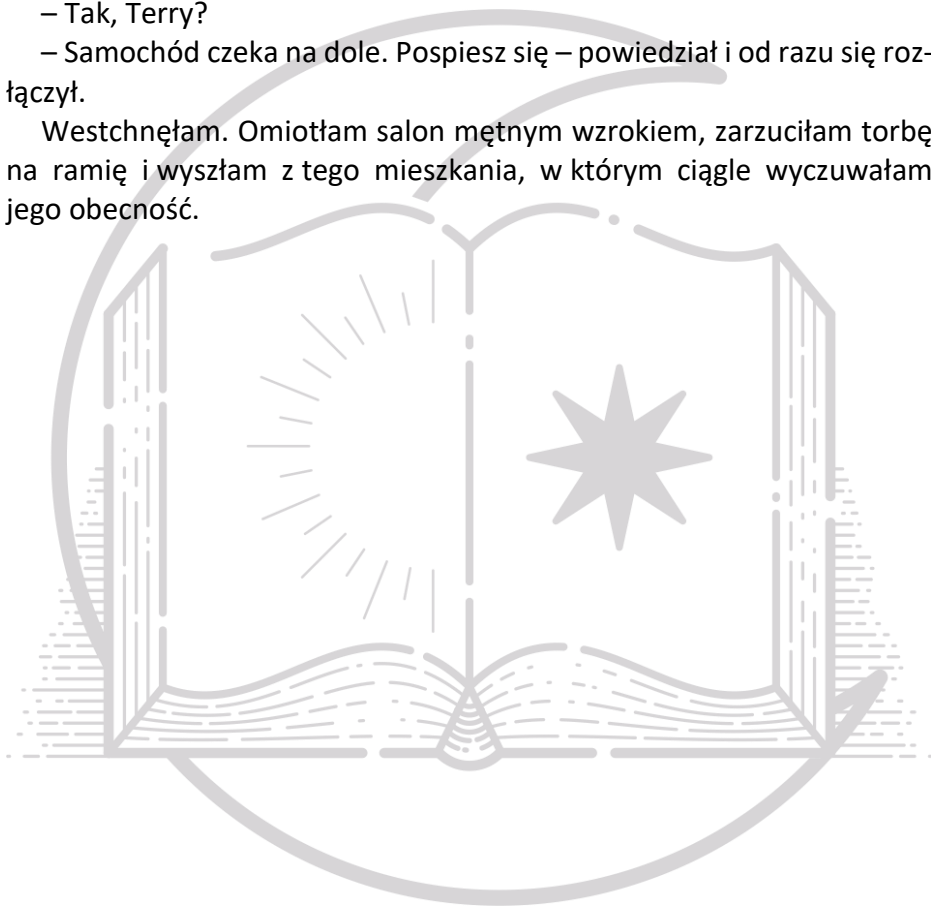 – Tak, Terry?
– Samochód czeka na dole. Pospiesz się – powiedział i od razu się roz-
łączył.
Westchnęłam. Omiotłam salon mętnym wzrokiem, zarzuciłam torbę
na ramię i wyszłam z tego mieszkania, w którym ciągle wyczuwałam
jego obecność.